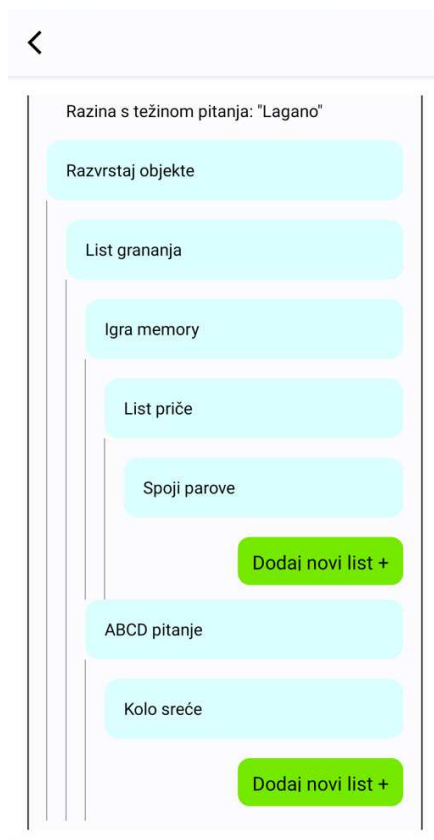 Razina s težinom pitanja: "Lagano"
Razvrstaj objekte
List grananja
Igra memory
List priče
Spoji parove
Dodaj novi list +
ABCD pitanje
Kolo sreće
Dodaj novi list +